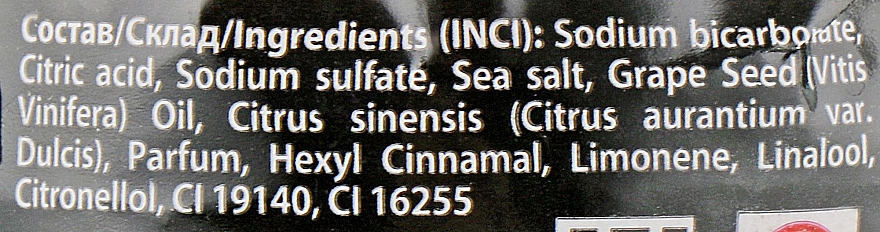 Состав/Склад/Ingredients (INCI): Sodium bicarbonate,
Citric acid, Sodium sulfate, Sea salt, Grape Seed (Vitis
Vinifera) Oil, Citrus sinensis (Citrus aurantium var.
Dulcis), Parfum, Hexyl Cinnamal, Limonene, Linalool,
Citronellol, CI 19140, CI 16255